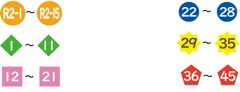 R2-1 ~ R2-15
1 ~ 11
12 ~ 21
22 ~ 28
29 ~ 35
36 ~ 45